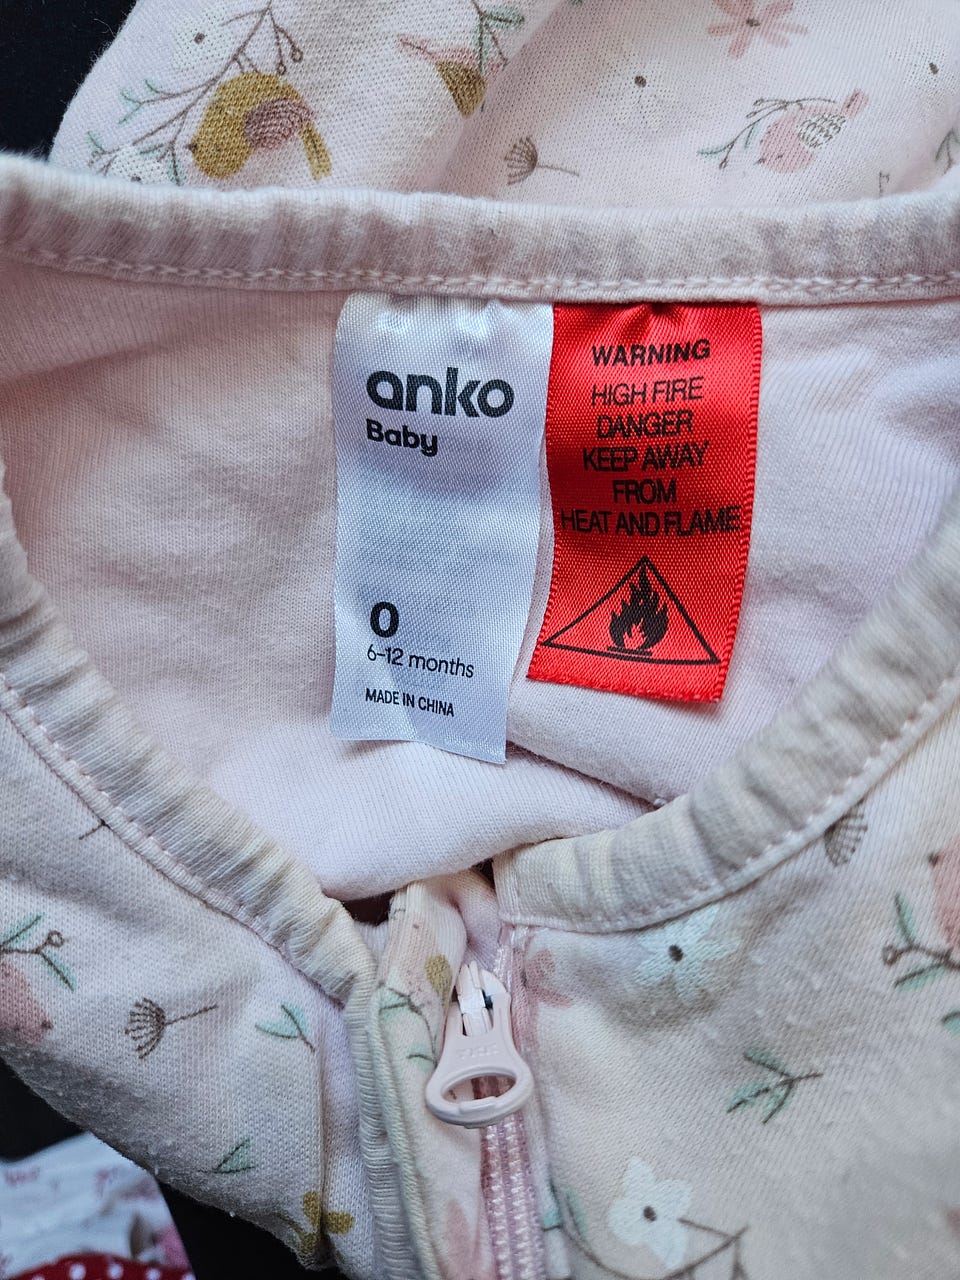 anko
Baby
0
6-12 months
MADE IN CHINA
WARNING
HIGH FIRE
DANGER
KEEP AWAY
FROM
HEAT AND FLAME